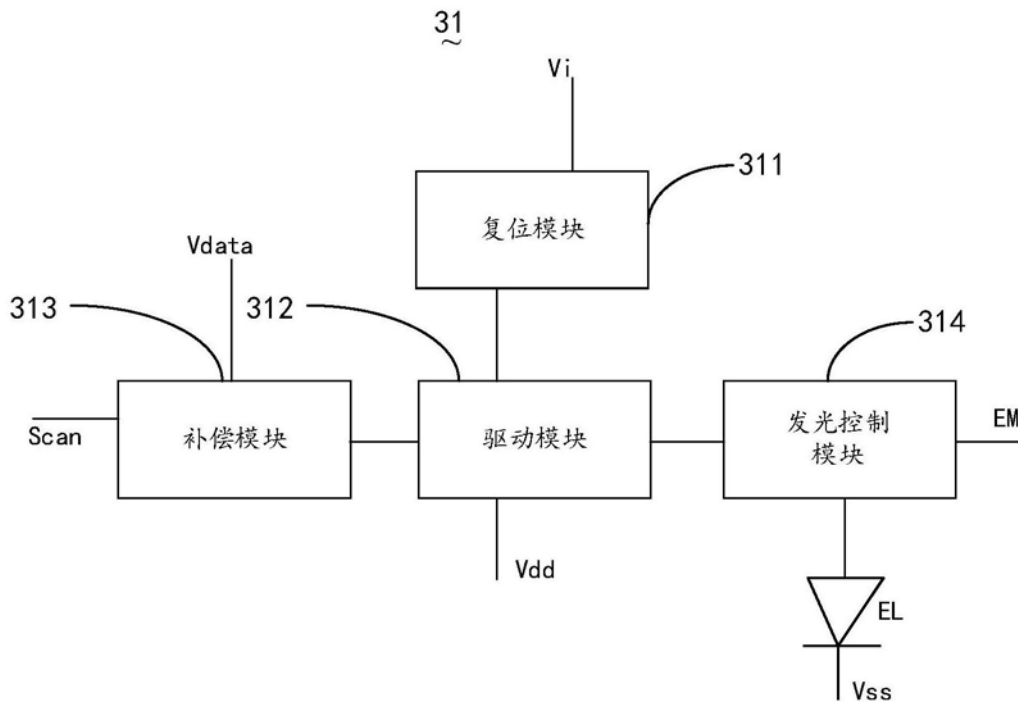 31
Vi
311
复位模块
Vdata
313
312
314
Scan
补偿模块
驱动模块
发光控制
模块
EM
Vdd
EL
Vss